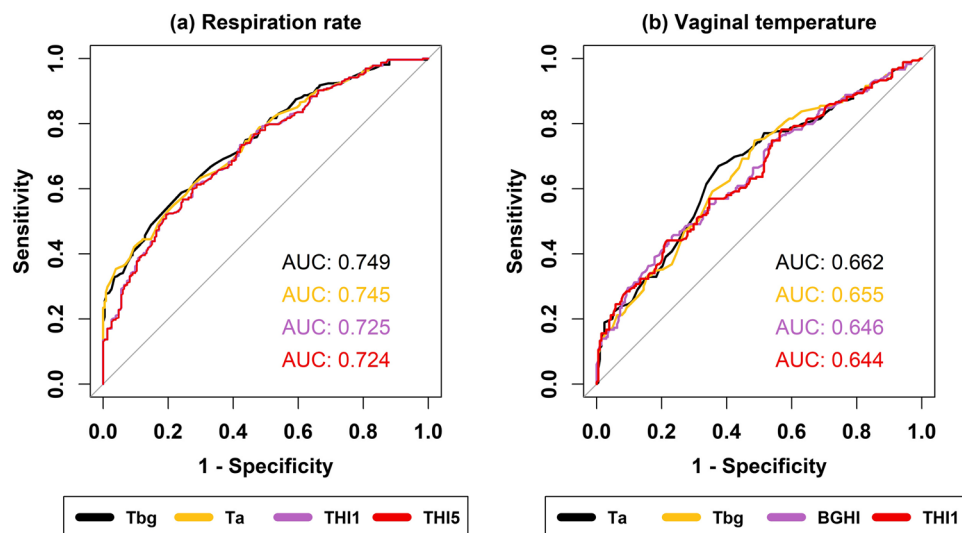 (a) Respiration rate
1.0
0.8
0.6
0.4
0.2
0.0
Sensitivity
AUC: 0.749
AUC: 0.745
AUC: 0.725
AUC: 0.724
0.0 0.2 0.4 0.6 0.8 1.0
1 - Specificity
Tbg Ta THI1 THI5
(b) Vaginal temperature
1.0
0.8
0.6
0.4
0.2
0.0
Sensitivity
AUC: 0.662
AUC: 0.655
AUC: 0.646
AUC: 0.644
0.0 0.2 0.4 0.6 0.8 1.0
1 - Specificity
Ta Tbg BGHI THI1